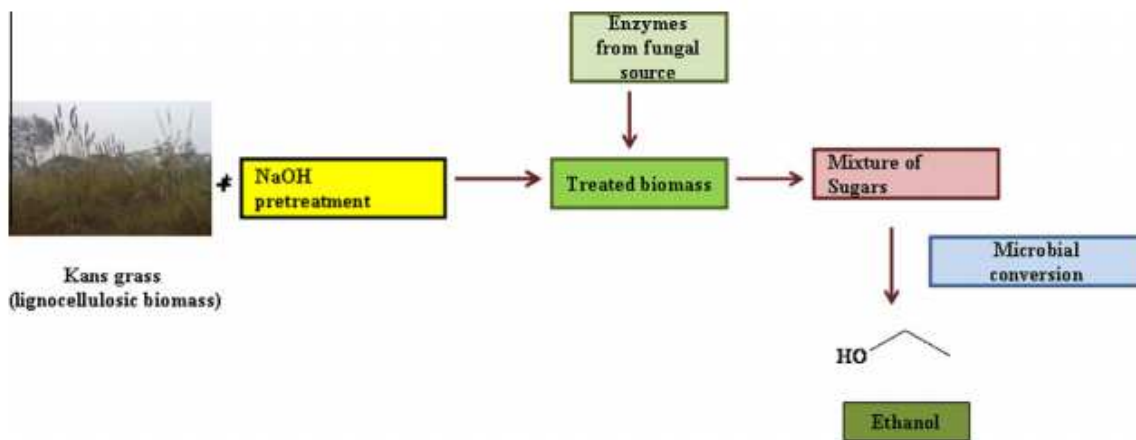 Enzymes
from fungal
source
NaOH
pretreatment
Treated biomass
Mixture of
Sugars
Kans grass
(lignocellulosic biomass)
Microbial
conversion
HO
Ethanol